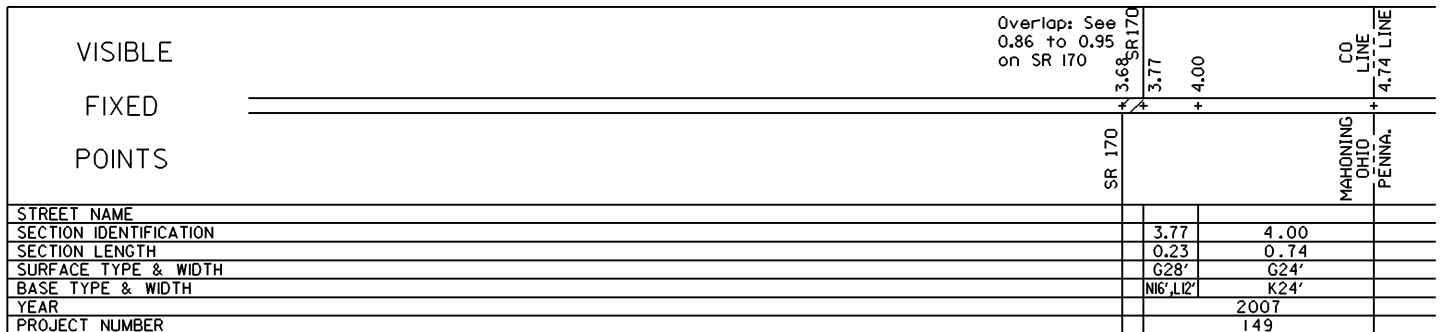 VISIBLE
FIXED
POINTS
Overlap: See
0.86 to 0.95
on SR 170
3.68
SR170
3.77
4.00
CO
LINE
4.74 LINE
SR 170
MAHONING
OHIO
PENNA.
STREET NAME
SECTION IDENTIFICATION 3.77 4.00
SECTION LENGTH 0.23 0.74
SURFACE TYPE & WIDTH G28' G24'
BASE TYPE & WIDTH N16',L12' K24'
YEAR 2007
PROJECT NUMBER 149